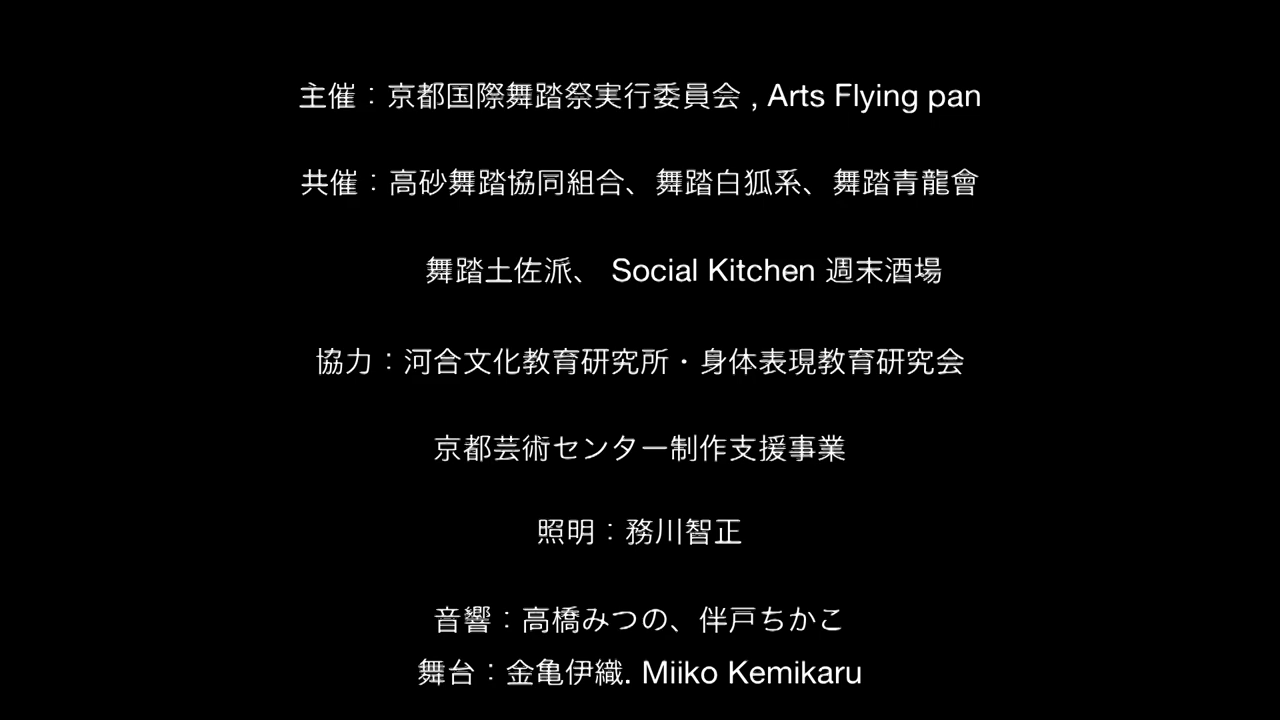 主催：京都国際舞踏祭実行委員会 , Arts Flying pan
共催：高砂舞踏協同組合、舞踏白狐系、舞踏青龍會
舞踏土佐派、 Social Kitchen 週末酒場
協力：河合文化教育研究所・身体表現教育研究会
京都芸術センター制作支援事業
照明：務川智正
音響：高橋みつの、伴戸ちかこ
舞台：金亀伊織. Miiko Kemikaru